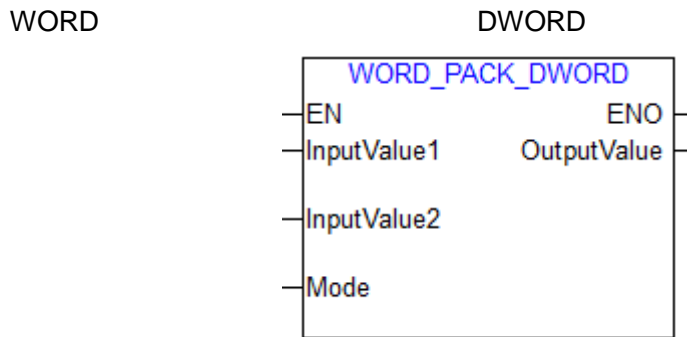 WORD DWORD
WORD_PACK_DWORD
EN ENO
InputValue1 OutputValue
InputValue2
Mode